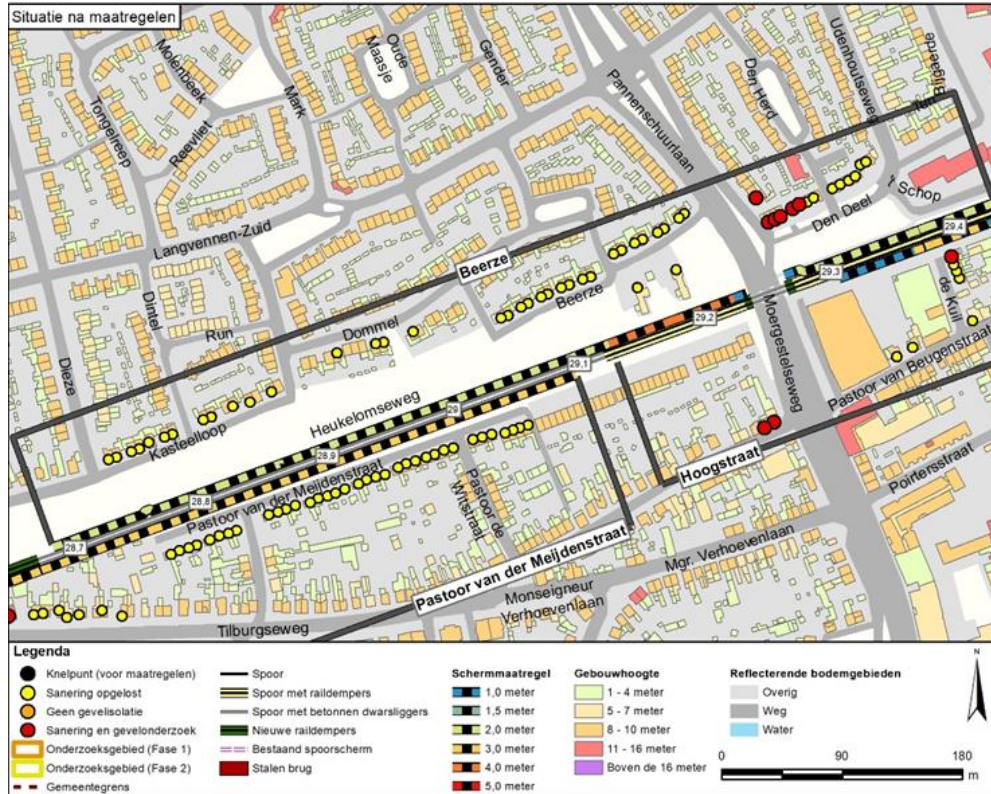 Situatie na maatregelen
Molenbeek
Oude
Maasje
Gender
Mark
Tongelreep
Reevliet
Pannenschuurlaan
Den Herd
Udenhoutseweg
't Schop
Den Deel
Langvennen-Zuid
Beerze
Beerze
Dintel
Run
Dommel
Dieze
Kasteelloop
Heukelomseweg
29,4
29,3
29,2
29,1
29
28,9
28,8
28,7
de Kuil
Moergestelseweg
Pastoor van Beugenstraat
Pastoor van der Meijdenstraat
Pastoor de
Witstraat
Hoogstraat
Poirtersstraat
Pastoor van der Meijdenstraat
Mgr. Verhoevenlaan
Monseigneur
Verhoevenlaan
Tilburgseweg
Legenda
Knelpunt (voor maatregelen)
Sanering opgelost
Geen gevelisolatie
Sanering en gevelonderzoek
Onderzoeksgebied (Fase 1)
Onderzoeksgebied (Fase 2)
Gemeentegrens
Spoor
Spoor met raildempers
Spoor met betonnen dwarsliggers
Nieuwe raildempers
Bestaand spoorscherm
Stalen brug
Schermmaatregel
1,0 meter
1,5 meter
2,0 meter
3,0 meter
4,0 meter
5,0 meter
Gebouwhoogte
1 - 4 meter
5 - 7 meter
8 - 10 meter
11 - 16 meter
Boven de 16 meter
Reflecterende bodemgebieden
Overig
Weg
Water
N
0 90 180
m